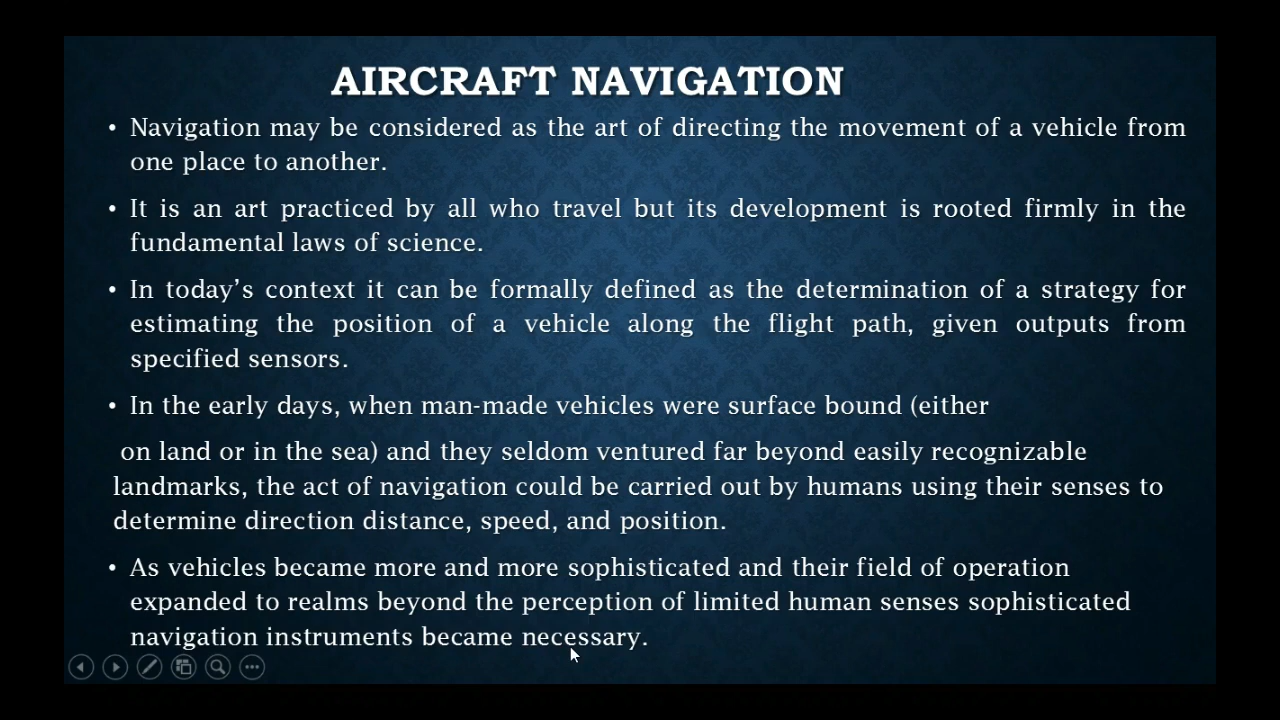 AIRCRAFT NAVIGATION
• Navigation may be considered as the art of directing the movement of a vehicle from
one place to another.
• It is an art practiced by all who travel but its development is rooted firmly in the
fundamental laws of science.
• In today’s context it can be formally defined as the determination of a strategy for
estimating the position of a vehicle along the flight path, given outputs from
specified sensors.
• In the early days, when man-made vehicles were surface bound (either
on land or in the sea) and they seldom ventured far beyond easily recognizable
landmarks, the act of navigation could be carried out by humans using their senses to
determine direction distance, speed, and position.
• As vehicles became more and more sophisticated and their field of operation
expanded to realms beyond the perception of limited human senses sophisticated
navigation instruments became necessary.